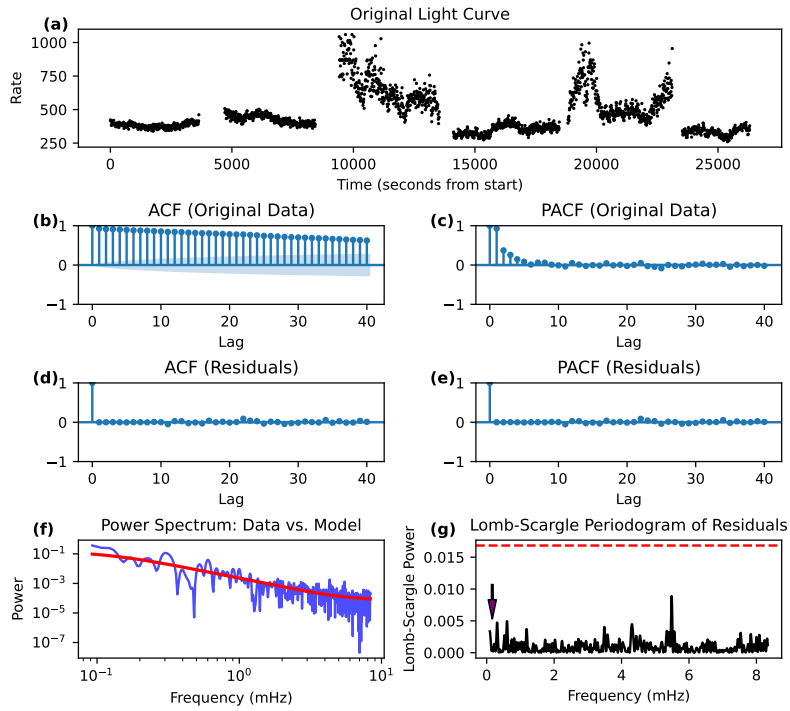 (a)
Original Light Curve
1000
750
500
250
Rate
0 5000 10000 15000 20000 25000
Time (seconds from start)
(b)
ACF (Original Data)
1
0
−1
0 10 20 30 40
Lag
(c)
PACF (Original Data)
1
0
−1
0 10 20 30 40
Lag
(d)
ACF (Residuals)
1
0
−1
0 10 20 30 40
Lag
(e)
PACF (Residuals)
1
0
−1
0 10 20 30 40
Lag
(f)
Power Spectrum: Data vs. Model
10⁻¹
10⁻³
10⁻⁵
10⁻⁷
Power
10⁻¹ 10⁰ 10¹
Frequency (mHz)
(g)
Lomb-Scargle Periodogram of Residuals
0.015
0.010
0.005
0.000
Lomb-Scargle Power
0 2 4 6 8
Frequency (mHz)